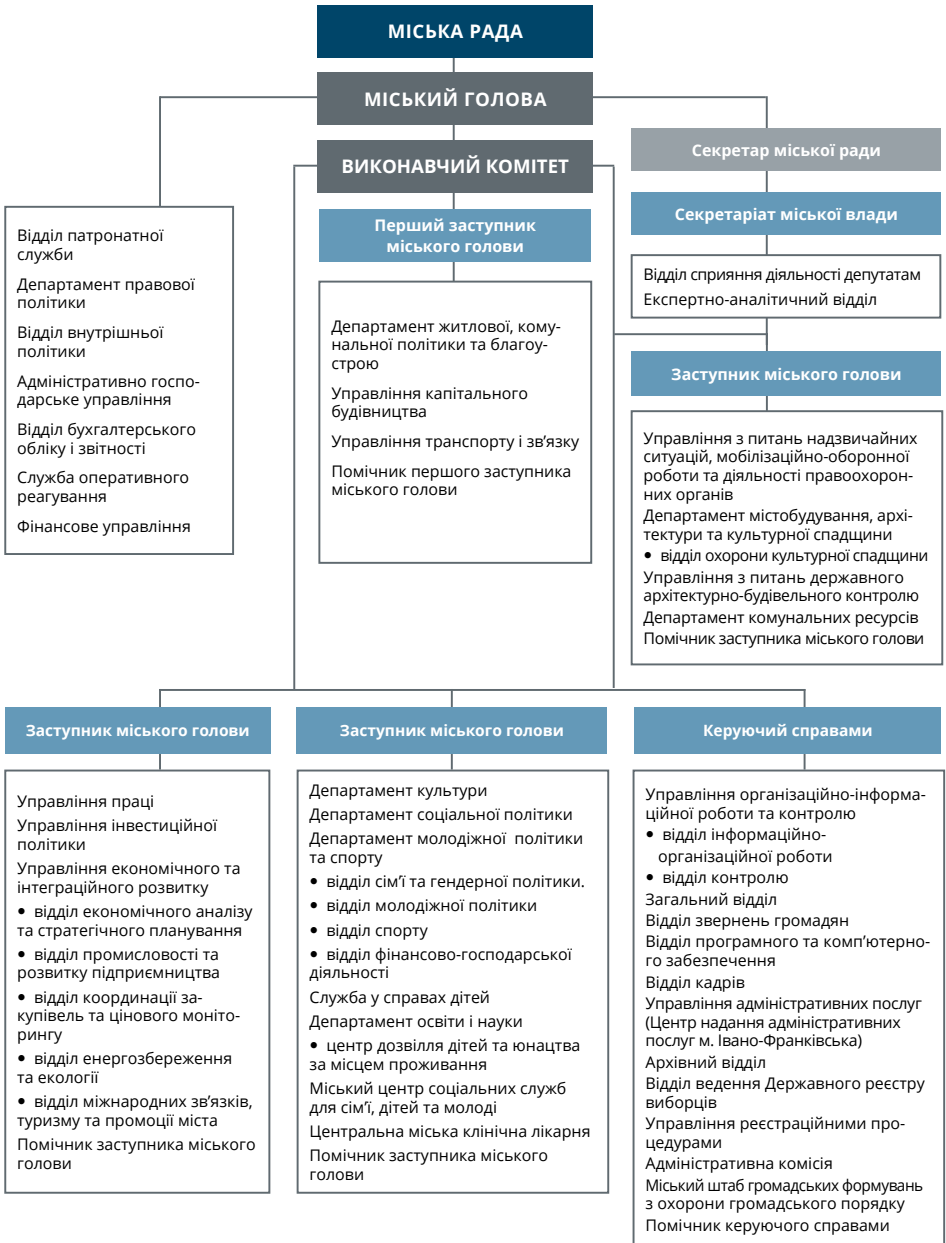 МІСЬКА РАДА
МІСЬКИЙ ГОЛОВА
ВИКОНАВЧИЙ КОМІТЕТ
Секретар міської ради
Секретаріат міської влади
Відділ сприяння діяльності депутатам
Експертно-аналітичний відділ
Відділ патронатної
служби
Департамент правової
політики
Відділ внутрішньої
політики
Адміністративно госпо-
дарське управління
Відділ бухгалтерського
обліку і звітності
Служба оперативного
реагування
Фінансове управління
Перший заступник
міського голови
Департамент житлової, кому-
нальної політики та благоу-
строю
Управління капітального
будівництва
Управління транспорту і зв'язку
Помічник першого заступника
міського голови
Заступник міського голови
Управління з питань надзвичайних
ситуацій, мобілізаційно-оборонної
роботи та діяльності правоохорон-
них органів
Департамент містобудування, архі-
тектури та культурної спадщини
• відділ охорони культурної спадщини
Управління з питань державного
архітектурно-будівельного контролю
Департамент комунальних ресурсів
Помічник заступника міського голови
Заступник міського голови
Управління праці
Управління інвестиційної
політики
Управління економічного та
інтеграційного розвитку
• відділ економічного аналізу
та стратегічного планування
• відділ промисловості та
розвитку підприємництва
• відділ координації за-
купівель та цінового моніто-
рингу
• відділ енергозбереження
та екології
• відділ міжнародних зв'язків,
туризму та промоції міста
Помічник заступника міського
голови
Заступник міського голови
Департамент культури
Департамент соціальної політики
Департамент молодіжної політики
та спорту
• відділ сім'ї та гендерної політики.
• відділ молодіжної політики
• відділ спорту
• відділ фінансово-господарської
діяльності
Служба у справах дітей
Департамент освіти і науки
• центр дозвілля дітей та юнацтва
за місцем проживання
Міський центр соціальних служб
для сім'ї, дітей та молоді
Центральна міська клінічна лікарня
Помічник заступника міського
голови
Керуючий справами
Управління організаційно-інформа-
ційної роботи та контролю
• відділ інформаційно-
організаційної роботи
• відділ контролю
Загальний відділ
Відділ звернень громадян
Відділ програмного та комп'ютерно-
го забезпечення
Відділ кадрів
Управління адміністративних послуг
(Центр надання адміністративних
послуг м. Івано-Франківська)
Архівний відділ
Відділ ведення Державного реєстру
виборців
Управління реєстраційними про-
цедурами
Адміністративна комісія
Міський штаб громадських формувань
з охорони громадського порядку
Помічник керуючого справами